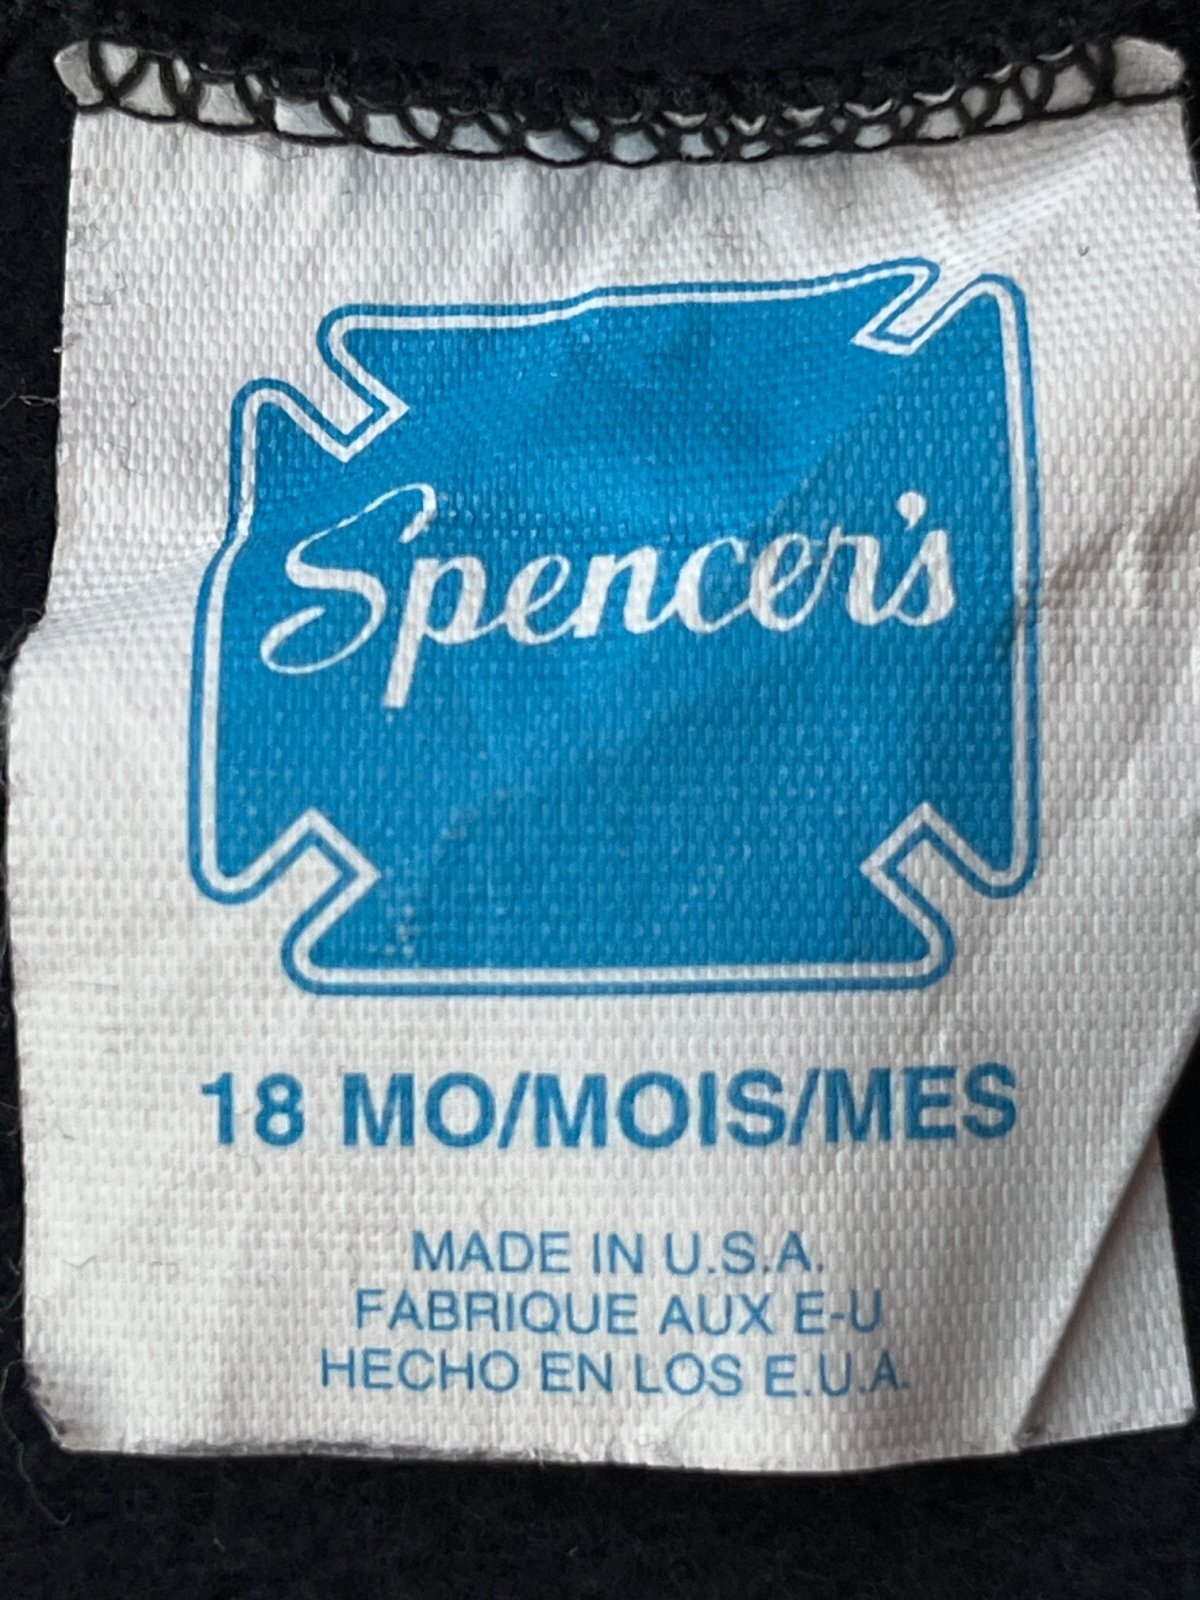 Spencer's
18 MO/MOIS/MES
MADE IN U.S.A.
FABRIQUE AUX E-U
HECHO EN LOS E.U.A.